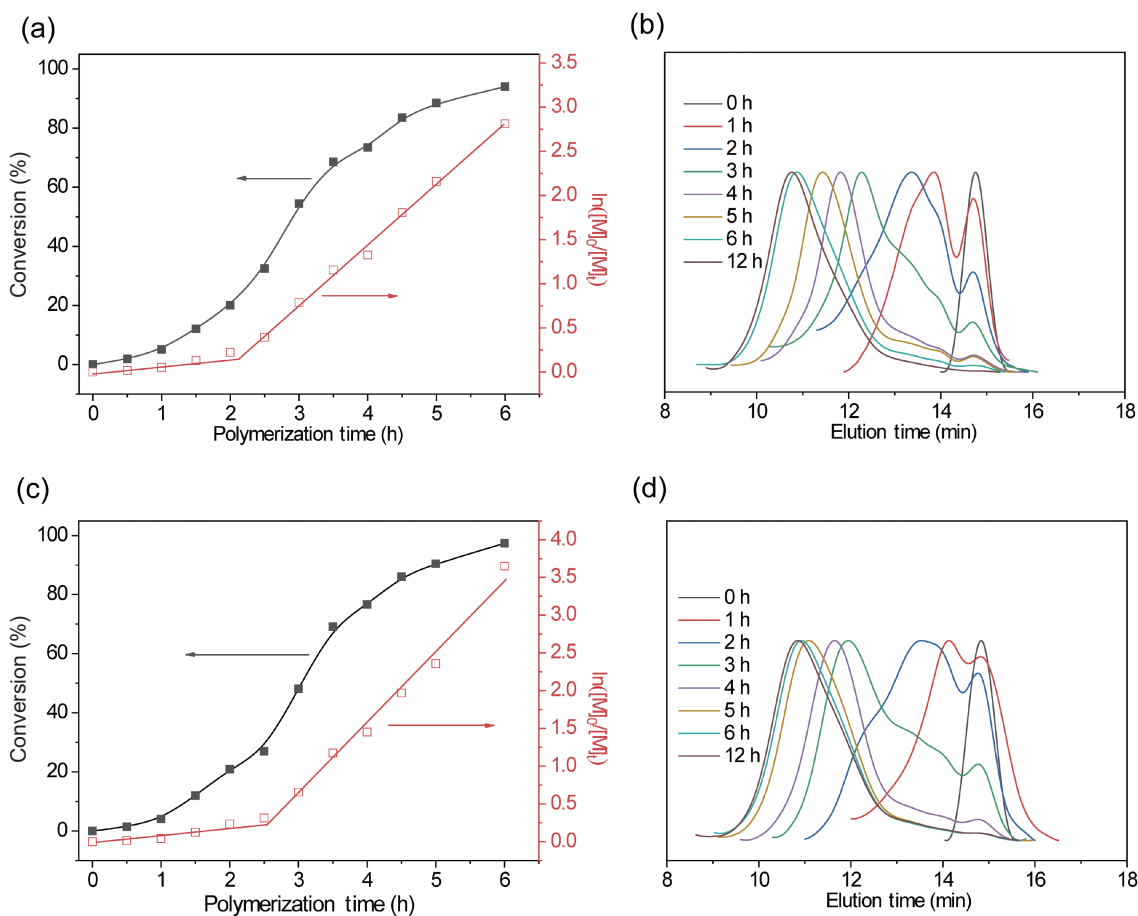 (a)
100
80
60
40
20
0
Conversion (%)
3.5
3.0
2.5
2.0
1.5
1.0
0.5
0.0
ln([M]0/[M]t)
0 1 2 3 4 5 6
Polymerization time (h)
(b)
0 h
1 h
2 h
3 h
4 h
5 h
6 h
12 h
8 10 12 14 16 18
Elution time (min)
(c)
100
80
60
40
20
0
Conversion (%)
4.0
3.5
3.0
2.5
2.0
1.5
1.0
0.5
0.0
ln([M]0/[M]t)
0 1 2 3 4 5 6
Polymerization time (h)
(d)
0 h
1 h
2 h
3 h
4 h
5 h
6 h
12 h
8 10 12 14 16 18
Elution time (min)